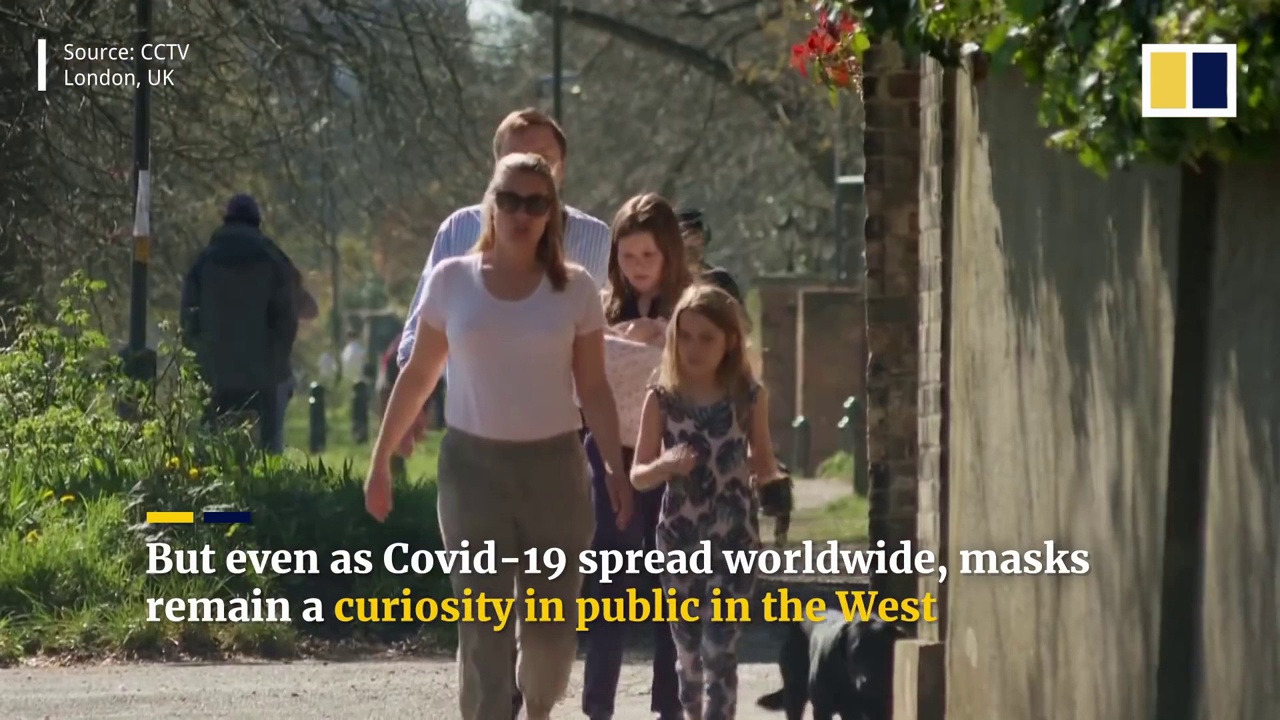 Source: CCTV
London, UK
But even as Covid-19 spread worldwide, masks
remain a curiosity in public in the West